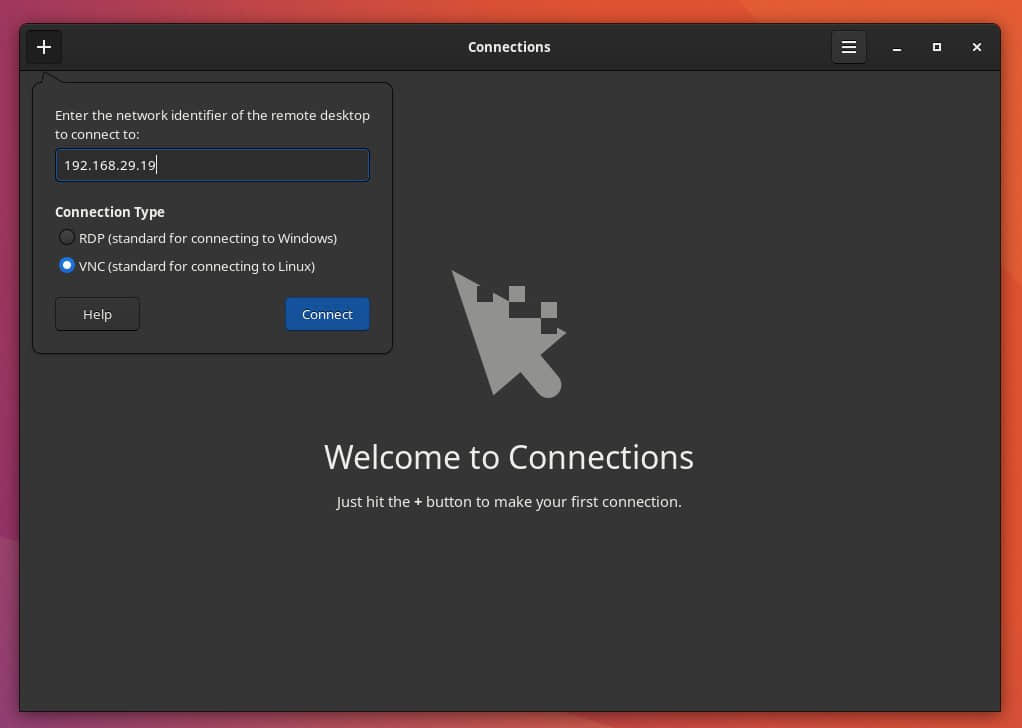 Connections
Enter the network identifier of the remote desktop
to connect to:
192.168.29.19
Connection Type
RDP (standard for connecting to Windows)
VNC (standard for connecting to Linux)
Help
Connect
Welcome to Connections
Just hit the + button to make your first connection.